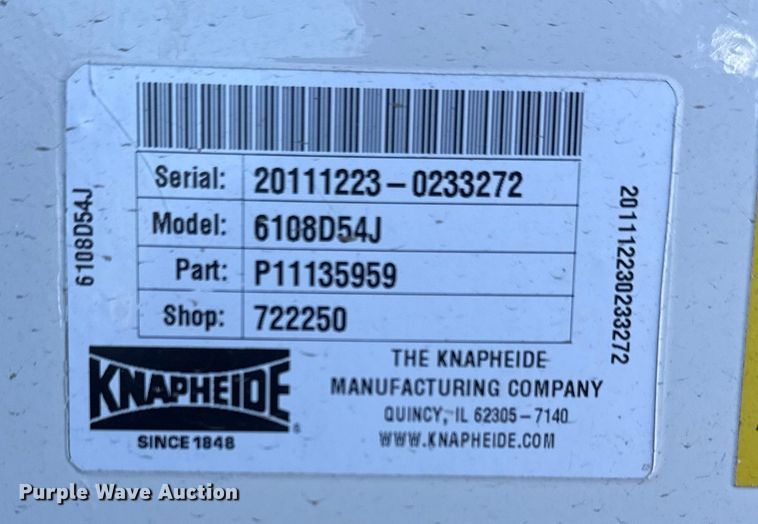 Serial: 20111223-0233272
Model: 6108D54J
Part: P11135959
Shop: 722250
6108D54J
201112230233272
KNAPHEIDE
SINCE 1848
THE KNAPHEIDE
MANUFACTURING COMPANY
QUINCY, IL 62305-7140
WWW.KNAPHEIDE.COM
Purple Wave Auction